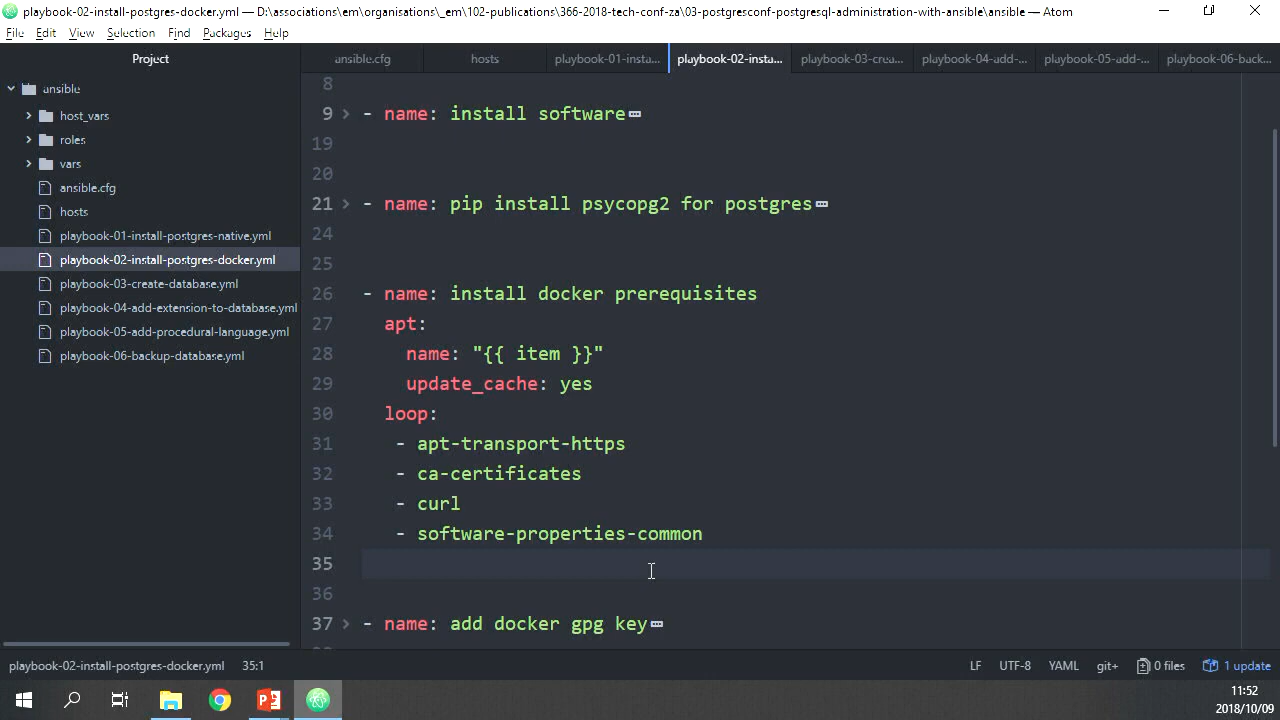 playbook-02-install-postgres-docker.yml — D:\associations\em\organisations\_em\102-publications\366-2018-tech-conf-za\03-postgresconf-postgresql-administration-with-ansible\ansible — Atom
File Edit View Selection Find Packages Help
Project
ansible.cfg hosts playbook-01-insta... playbook-02-insta... playbook-03-crea... playbook-04-add-... playbook-05-add-... playbook-06-back...
ansible
host_vars
roles
vars
ansible.cfg
hosts
playbook-01-install-postgres-native.yml
playbook-02-install-postgres-docker.yml
playbook-03-create-database.yml
playbook-04-add-extension-to-database.yml
playbook-05-add-procedural-language.yml
playbook-06-backup-database.yml
8
9 - name: install software
19
20
21 - name: pip install psycopg2 for postgres
24
25
26 - name: install docker prerequisites
27 apt:
28 name: "{{ item }}"
29 update_cache: yes
30 loop:
31 - apt-transport-https
32 - ca-certificates
33 - curl
34 - software-properties-common
35
36
37 - name: add docker gpg key
playbook-02-install-postgres-docker.yml 35:1 LF UTF-8 YAML git+ 0 files 1 update
11:52
2018/10/09